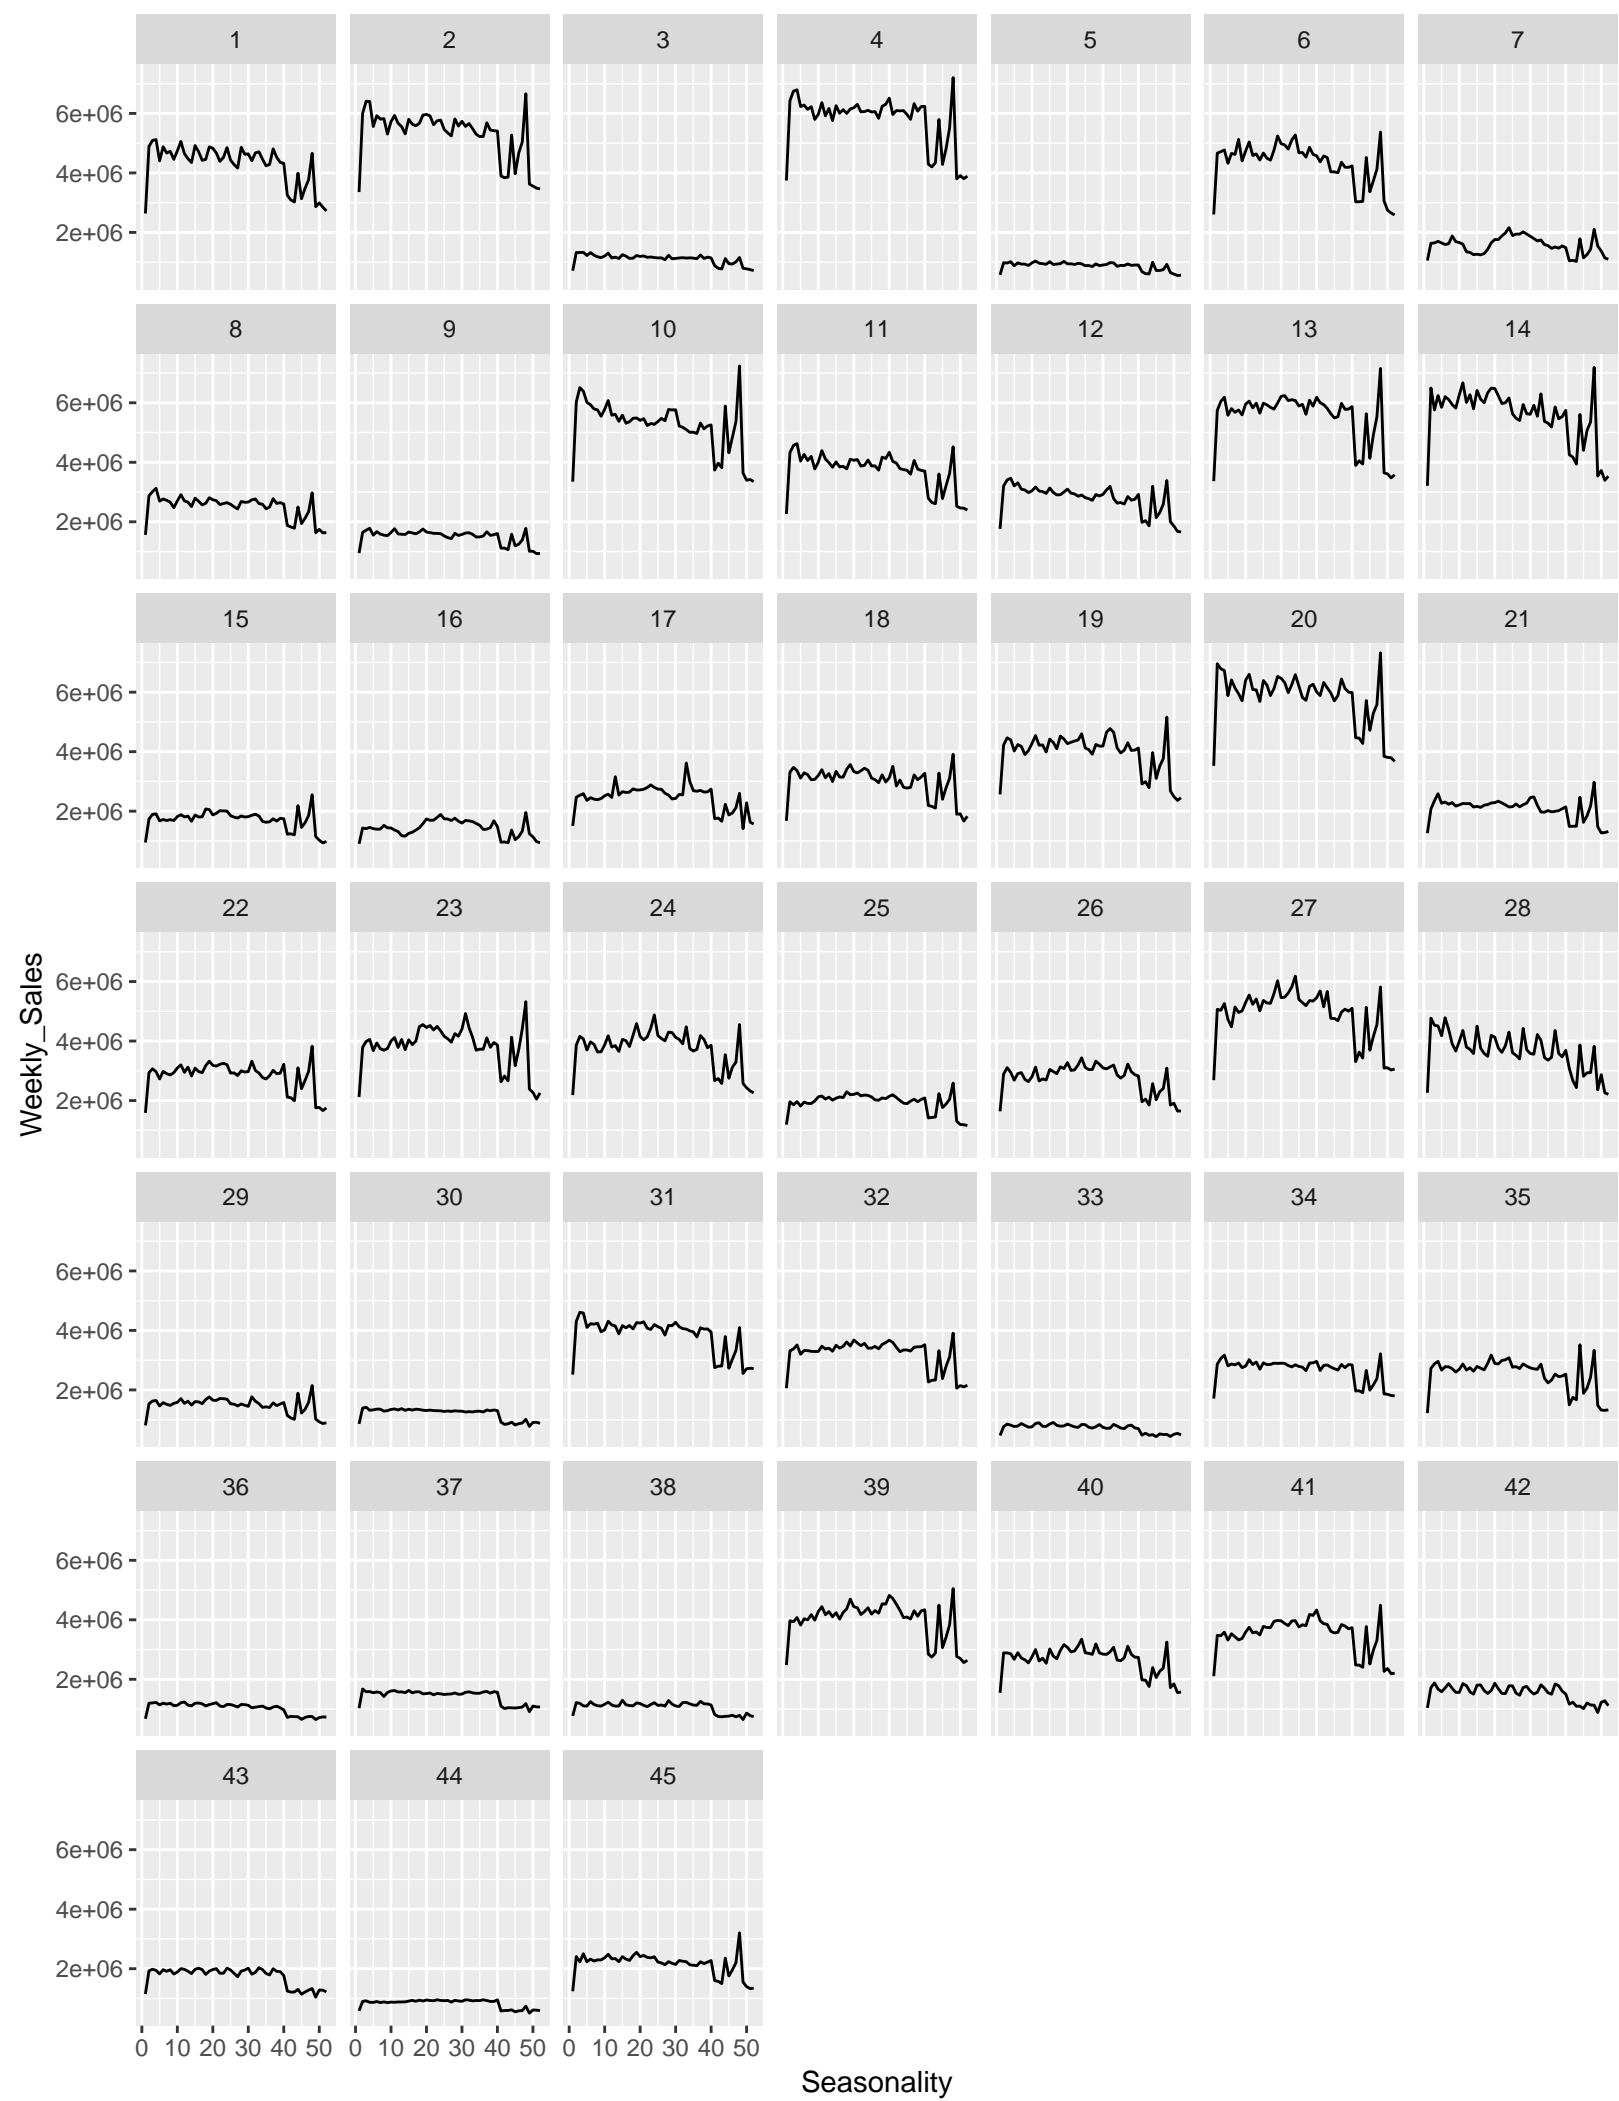 1 2 3 4 5 6 7
6e+06
4e+06
2e+06
8 9 10 11 12 13 14
6e+06
4e+06
2e+06
15 16 17 18 19 20 21
6e+06
4e+06
2e+06
22 23 24 25 26 27 28
6e+06
4e+06
2e+06
Weekly_Sales
29 30 31 32 33 34 35
6e+06
4e+06
2e+06
36 37 38 39 40 41 42
6e+06
4e+06
2e+06
43 44 45
6e+06
4e+06
2e+06
0 10 20 30 40 50 0 10 20 30 40 50 0 10 20 30 40 50
Seasonality